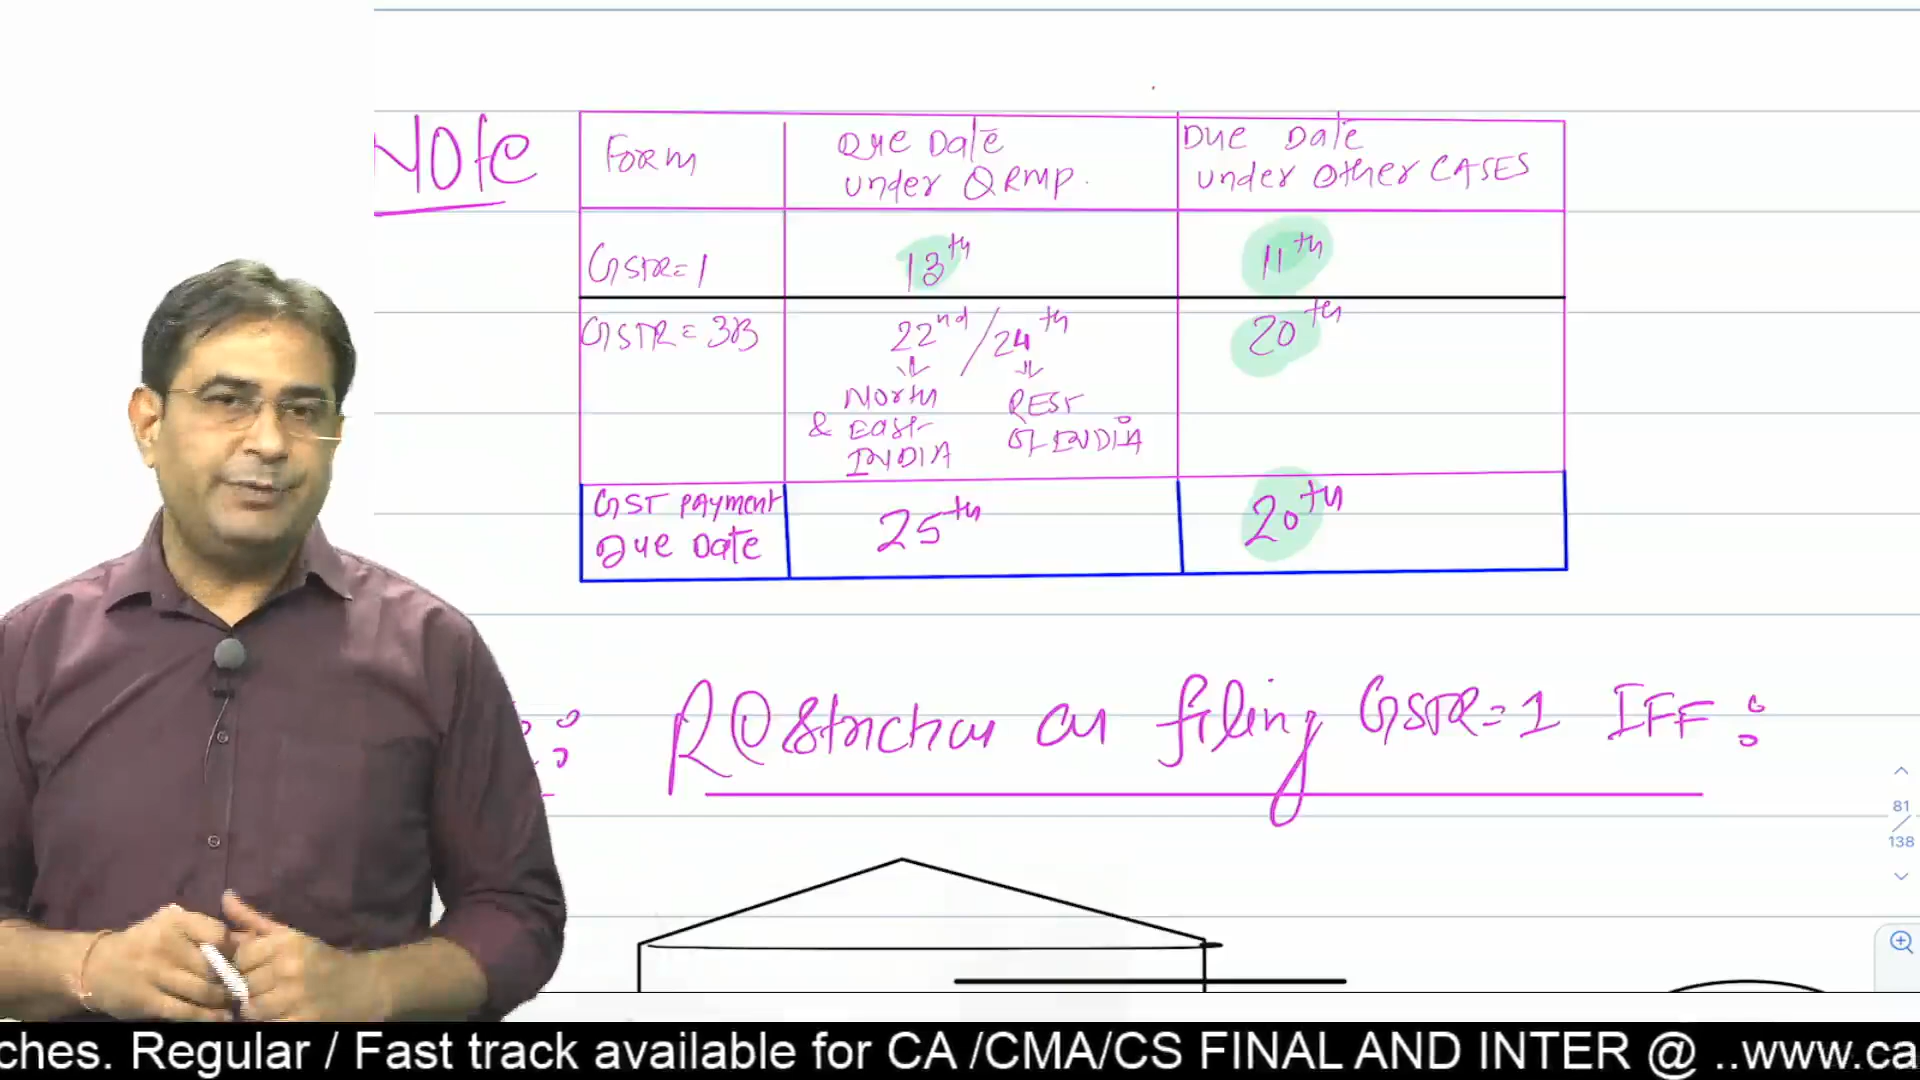 Note
Form
Due Date
under QRMP.
Due Date
under other CASES
GSTR=1
13th
11th
GSTR=3B
22nd/24th
20th
North
& East
INDIA
REST
of INDIA
GST Payment
Due Date
25th
20th
Restriction on filing GSTR=1 IFF:
81
138
ches. Regular / Fast track available for CA /CMA/CS FINAL AND INTER @ ..www.ca